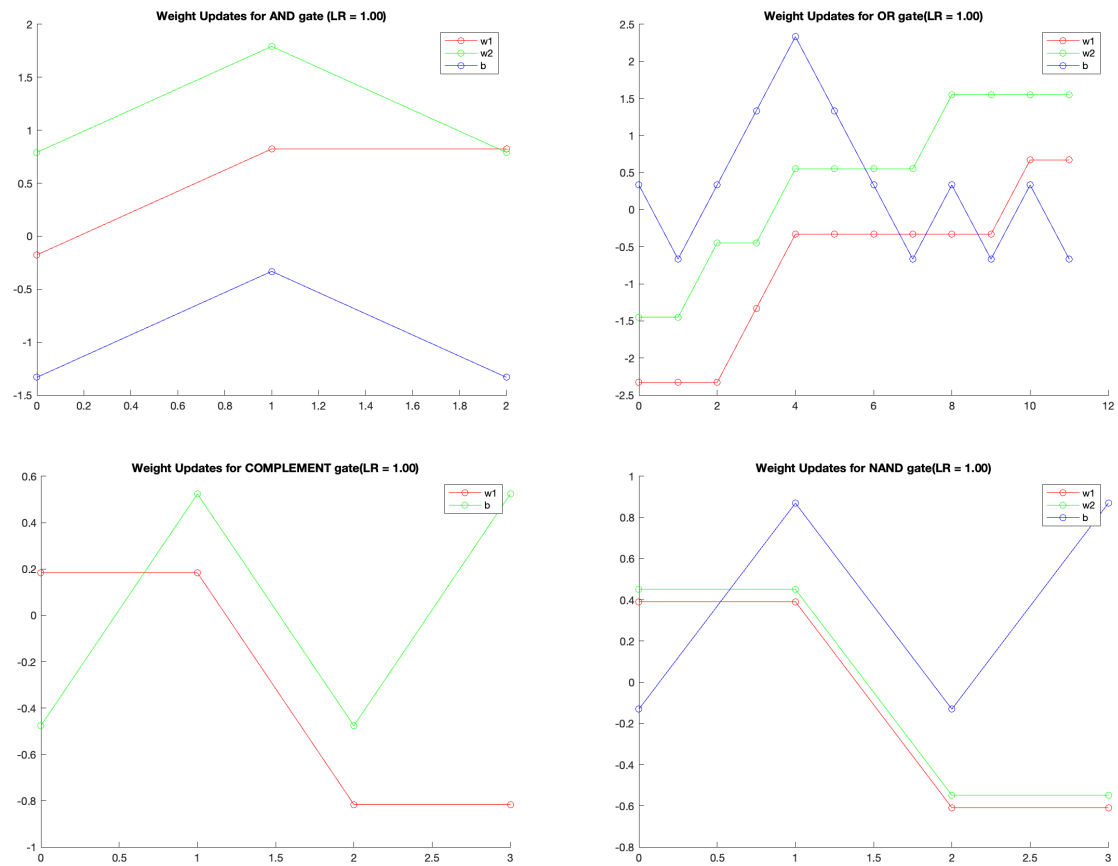 Weight Updates for AND gate (LR = 1.00)
2
1.5
1
0.5
0
-0.5
-1
-1.5
0 0.2 0.4 0.6 0.8 1 1.2 1.4 1.6 1.8 2
w1
w2
b
Weight Updates for OR gate(LR = 1.00)
2.5
2
1.5
1
0.5
0
-0.5
-1
-1.5
-2
-2.5
0 2 4 6 8 10 12
w1
w2
b
Weight Updates for COMPLEMENT gate(LR = 1.00)
0.6
0.4
0.2
0
-0.2
-0.4
-0.6
-0.8
-1
0 0.5 1 1.5 2 2.5 3
w1
b
Weight Updates for NAND gate(LR = 1.00)
1
0.8
0.6
0.4
0.2
0
-0.2
-0.4
-0.6
-0.8
0 0.5 1 1.5 2 2.5 3
w1
w2
b